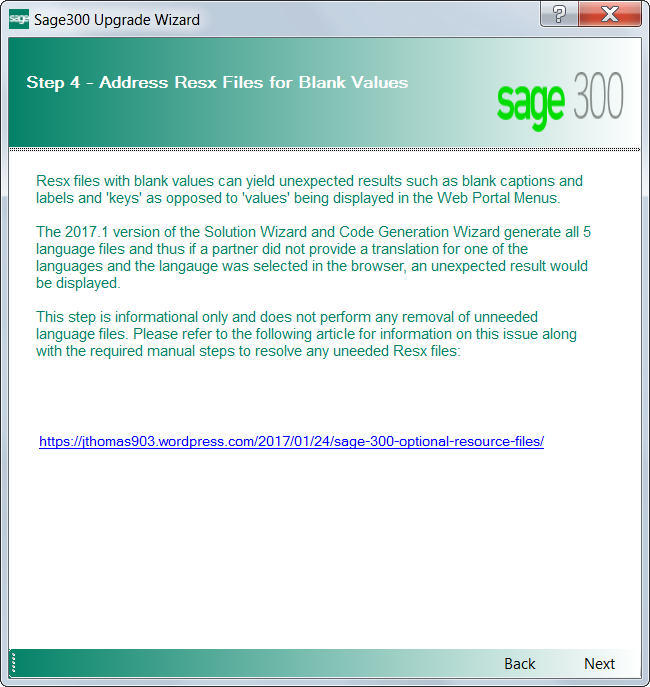 sage Sage300 Upgrade Wizard
Step 4 - Address Resx Files for Blank Values
sage 300
Resx files with blank values can yield unexpected results such as blank captions and
labels and 'keys' as opposed to 'values' being displayed in the Web Portal Menus.
The 2017.1 version of the Solution Wizard and Code Generation Wizard generate all 5
language files and thus if a partner did not provide a translation for one of the
languages and the langauge was selected in the browser, an unexpected result would
be displayed.
This step is informational only and does not perform any removal of unneeded
language files. Please refer to the following article for information on this issue along
with the required manual steps to resolve any uneeded Resx files:
https://jthomas903.wordpress.com/2017/01/24/sage-300-optional-resource-files/
Back Next